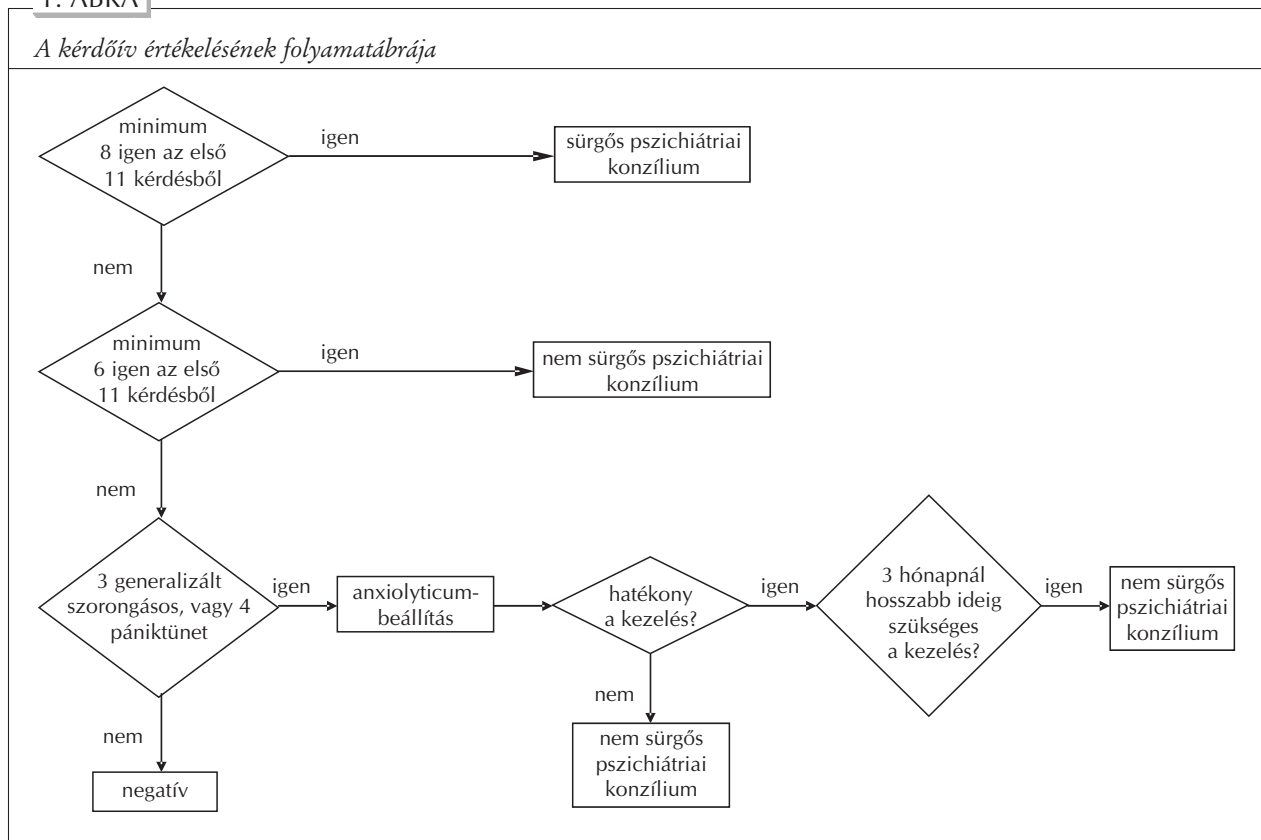 1. ÁBRA
A kérdőív értékelésének folyamatábrája
minimum
8 igen az első
11 kérdésből
igen
sürgős pszichiátriai
konzílium
nem
minimum
6 igen az első
11 kérdésből
igen
nem sürgős pszichiátriai
konzílium
nem
3 generalizált
szorongásos, vagy 4
pániktünet
igen
anxiolyticum-
beállítás
hatékony
a kezelés?
igen
3 hónapnál
hosszabb ideig
szükséges
a kezelés?
igen
nem sürgős
pszichiátriai
konzílium
nem
nem sürgős
pszichiátriai
konzílium
nem
negatív